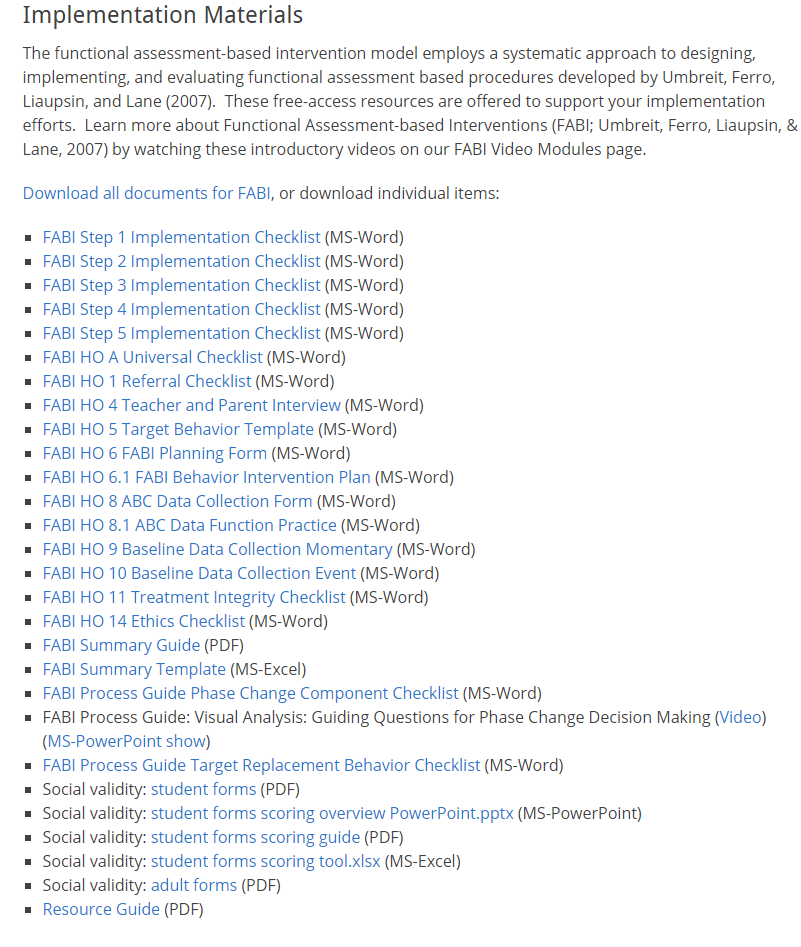 Implementation Materials
The functional assessment-based intervention model employs a systematic approach to designing,
implementing, and evaluating functional assessment based procedures developed by Umbreit, Ferro,
Liaupsin, and Lane (2007).  These free-access resources are offered to support your implementation
efforts.  Learn more about Functional Assessment-based Interventions (FABI; Umbreit, Ferro, Liaupsin, &
Lane, 2007) by watching these introductory videos on our FABI Video Modules page.
Download all documents for FABI, or download individual items:
▪ FABI Step 1 Implementation Checklist (MS-Word)
▪ FABI Step 2 Implementation Checklist (MS-Word)
▪ FABI Step 3 Implementation Checklist (MS-Word)
▪ FABI Step 4 Implementation Checklist (MS-Word)
▪ FABI Step 5 Implementation Checklist (MS-Word)
▪ FABI HO A Universal Checklist (MS-Word)
▪ FABI HO 1 Referral Checklist (MS-Word)
▪ FABI HO 4 Teacher and Parent Interview (MS-Word)
▪ FABI HO 5 Target Behavior Template (MS-Word)
▪ FABI HO 6 FABI Planning Form (MS-Word)
▪ FABI HO 6.1 FABI Behavior Intervention Plan (MS-Word)
▪ FABI HO 8 ABC Data Collection Form (MS-Word)
▪ FABI HO 8.1 ABC Data Function Practice (MS-Word)
▪ FABI HO 9 Baseline Data Collection Momentary (MS-Word)
▪ FABI HO 10 Baseline Data Collection Event (MS-Word)
▪ FABI HO 11 Treatment Integrity Checklist (MS-Word)
▪ FABI HO 14 Ethics Checklist (MS-Word)
▪ FABI Summary Guide (PDF)
▪ FABI Summary Template (MS-Excel)
▪ FABI Process Guide Phase Change Component Checklist (MS-Word)
▪ FABI Process Guide: Visual Analysis: Guiding Questions for Phase Change Decision Making (Video)
(MS-PowerPoint show)
▪ FABI Process Guide Target Replacement Behavior Checklist (MS-Word)
▪ Social validity: student forms (PDF)
▪ Social validity: student forms scoring overview PowerPoint.pptx (MS-PowerPoint)
▪ Social validity: student forms scoring guide (PDF)
▪ Social validity: student forms scoring tool.xlsx (MS-Excel)
▪ Social validity: adult forms (PDF)
▪ Resource Guide (PDF)